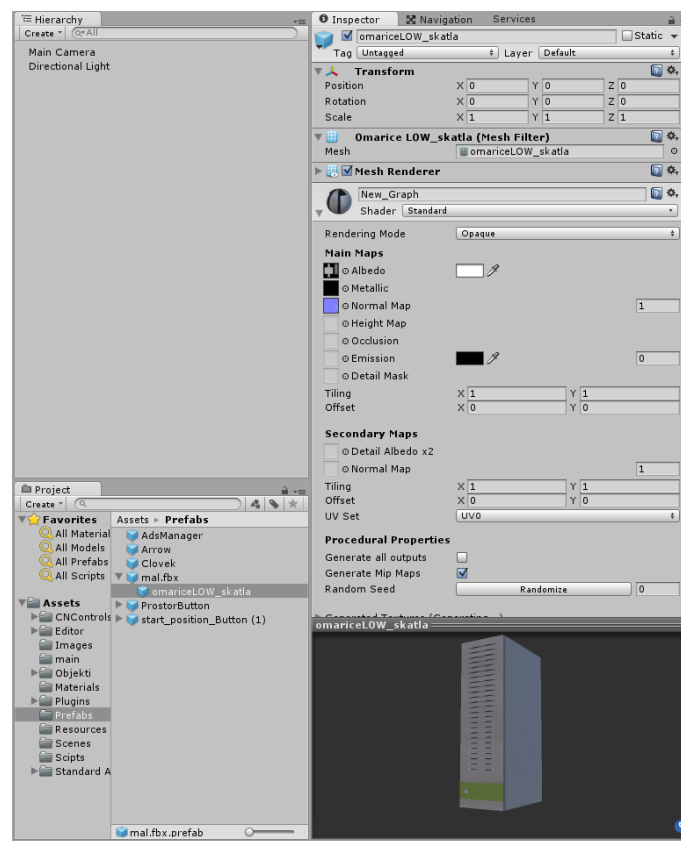 Hierarchy
Create
All
Main Camera
Directional Light
Inspector
Navigation
Services
omariceLOW_skatla
Static
Tag Untagged
Layer Default
Transform
Position X 0 Y 0 Z 0
Rotation X 0 Y 0 Z 0
Scale X 1 Y 1 Z 1
Omarice LOW_skatla (Mesh Filter)
Mesh omariceLOW_skatla
Mesh Renderer
New_Graph
Shader Standard
Rendering Mode Opaque
Main Maps
Albedo
Metallic
Normal Map 1
Height Map
Occlusion
Emission 0
Detail Mask
Tiling X 1 Y 1
Offset X 0 Y 0
Secondary Maps
Detail Albedo x2
Normal Map 1
Tiling X 1 Y 1
Offset X 0 Y 0
UV Set UV0
Procedural Properties
Generate all outputs
Generate Mip Maps
Random Seed Randomize 0
omariceLOW_skatla
Project
Create
Favorites
All Material
All Models
All Prefabs
All Scripts
Assets
CNControls
Editor
Images
main
Objekti
Materials
Plugins
Prefabs
Resources
Scenes
Scipts
Standard A
Assets Prefabs
AdsManager
Arrow
Clovek
mal.fbx
omariceLOW_skatla
ProstorButton
start_position_Button (1)
mal.fbx.prefab